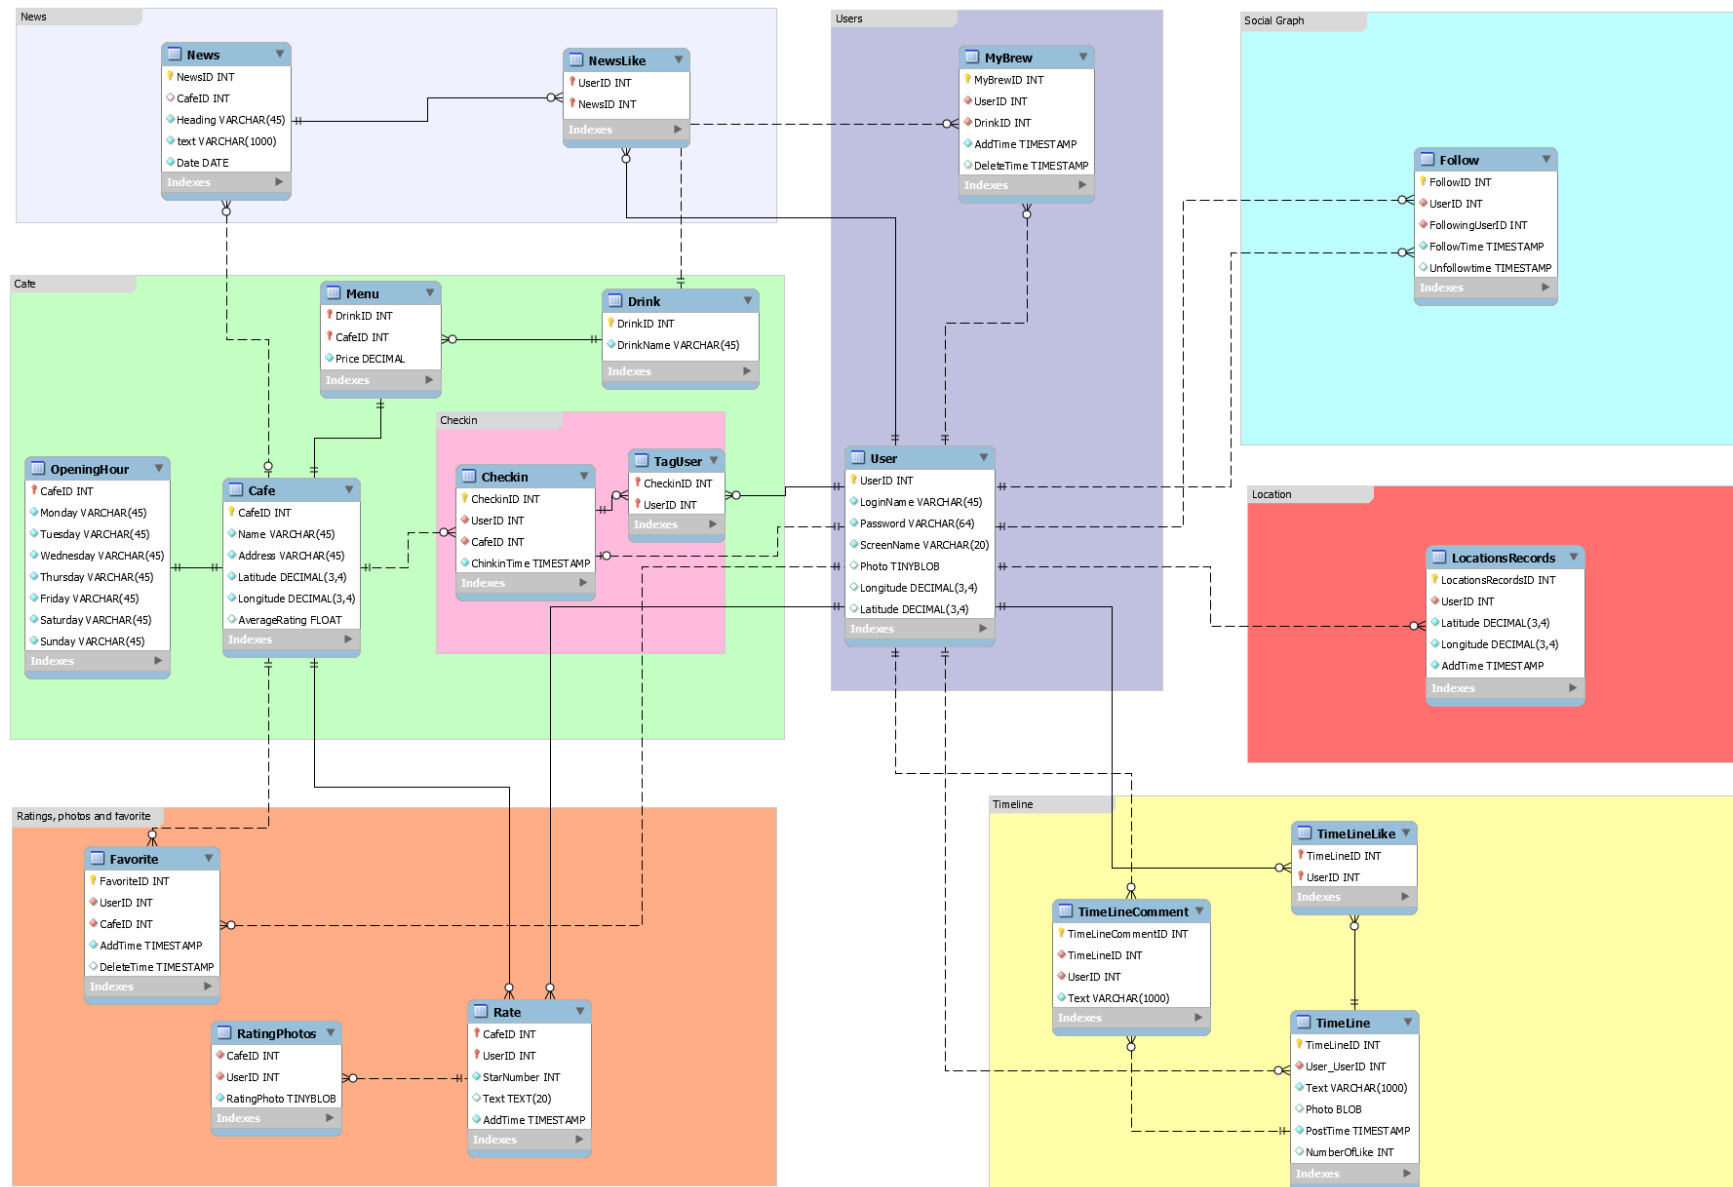 News
News
NewsID INT
CafeID INT
Heading VARCHAR(45)
text VARCHAR(1000)
Date DATE
Indexes
NewsLike
UserID INT
NewsID INT
Indexes
Users
MyBrew
MyBrewID INT
UserID INT
DrinkID INT
AddTime TIMESTAMP
DeleteTime TIMESTAMP
Indexes
Social Graph
Follow
FollowID INT
UserID INT
FollowingUserID INT
FollowTime TIMESTAMP
Unfollowtime TIMESTAMP
Indexes
Cafe
Menu
DrinkID INT
CafeID INT
Price DECIMAL
Indexes
Drink
DrinkID INT
DrinkName VARCHAR(45)
Indexes
OpeningHour
CafeID INT
Monday VARCHAR(45)
Tuesday VARCHAR(45)
Wednesday VARCHAR(45)
Thursday VARCHAR(45)
Friday VARCHAR(45)
Saturday VARCHAR(45)
Sunday VARCHAR(45)
Indexes
Cafe
CafeID INT
Name VARCHAR(45)
Address VARCHAR(45)
Latitude DECIMAL(3,4)
Longitude DECIMAL(3,4)
AverageRating FLOAT
Indexes
Checkin
Checkin
CheckinID INT
UserID INT
CafeID INT
ChinkinTime TIMESTAMP
Indexes
TagUser
CheckinID INT
UserID INT
Indexes
User
UserID INT
LoginName VARCHAR(45)
Password VARCHAR(64)
ScreenName VARCHAR(20)
Photo TINYBLOB
Longitude DECIMAL(3,4)
Latitude DECIMAL(3,4)
Indexes
Location
LocationsRecords
LocationsRecordsID INT
UserID INT
Latitude DECIMAL(3,4)
Longitude DECIMAL(3,4)
AddTime TIMESTAMP
Indexes
Ratings, photos and favorite
Favorite
FavoriteID INT
UserID INT
CafeID INT
AddTime TIMESTAMP
DeleteTime TIMESTAMP
Indexes
RatingPhotos
CafeID INT
UserID INT
RatingPhoto TINYBLOB
Indexes
Rate
CafeID INT
UserID INT
StarNumber INT
Text TEXT(20)
AddTime TIMESTAMP
Indexes
Timeline
TimeLineLike
TimeLineID INT
UserID INT
Indexes
TimeLineComment
TimeLineCommentID INT
TimeLineID INT
UserID INT
Text VARCHAR(1000)
Indexes
TimeLine
TimeLineID INT
User_UserID INT
Text VARCHAR(1000)
Photo BLOB
PostTime TIMESTAMP
NumberOfLike INT
Indexes